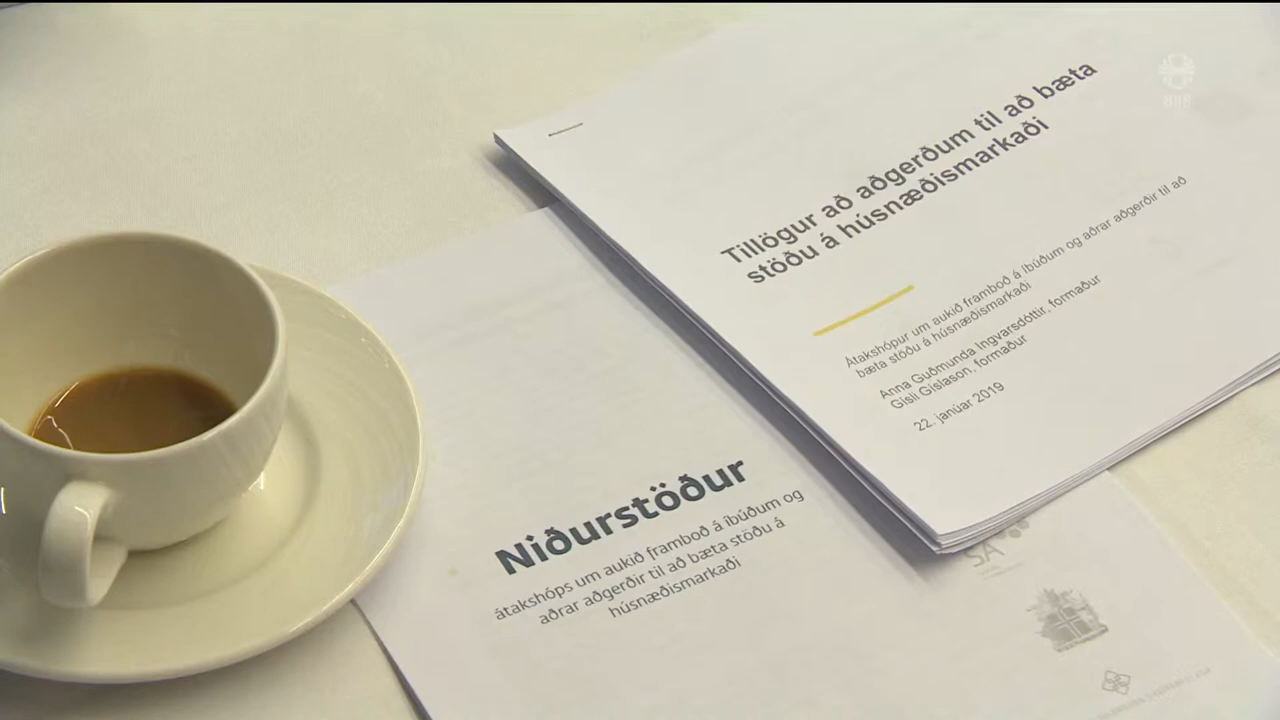 Tillögur að aðgerðum til að bæta
stöðu á húsnæðismarkaði
Átakshópur um aukið framboð á íbúðum og aðrar aðgerðir til að
bæta stöðu á húsnæðismarkaði
Anna Guðmunda Ingvarsdóttir, formaður
Gísli Gíslason, formaður
22. janúar 2019
Niðurstöður
átakshóps um aukið framboð á íbúðum og
aðrar aðgerðir til að bæta stöðu á
húsnæðismarkaði
SA